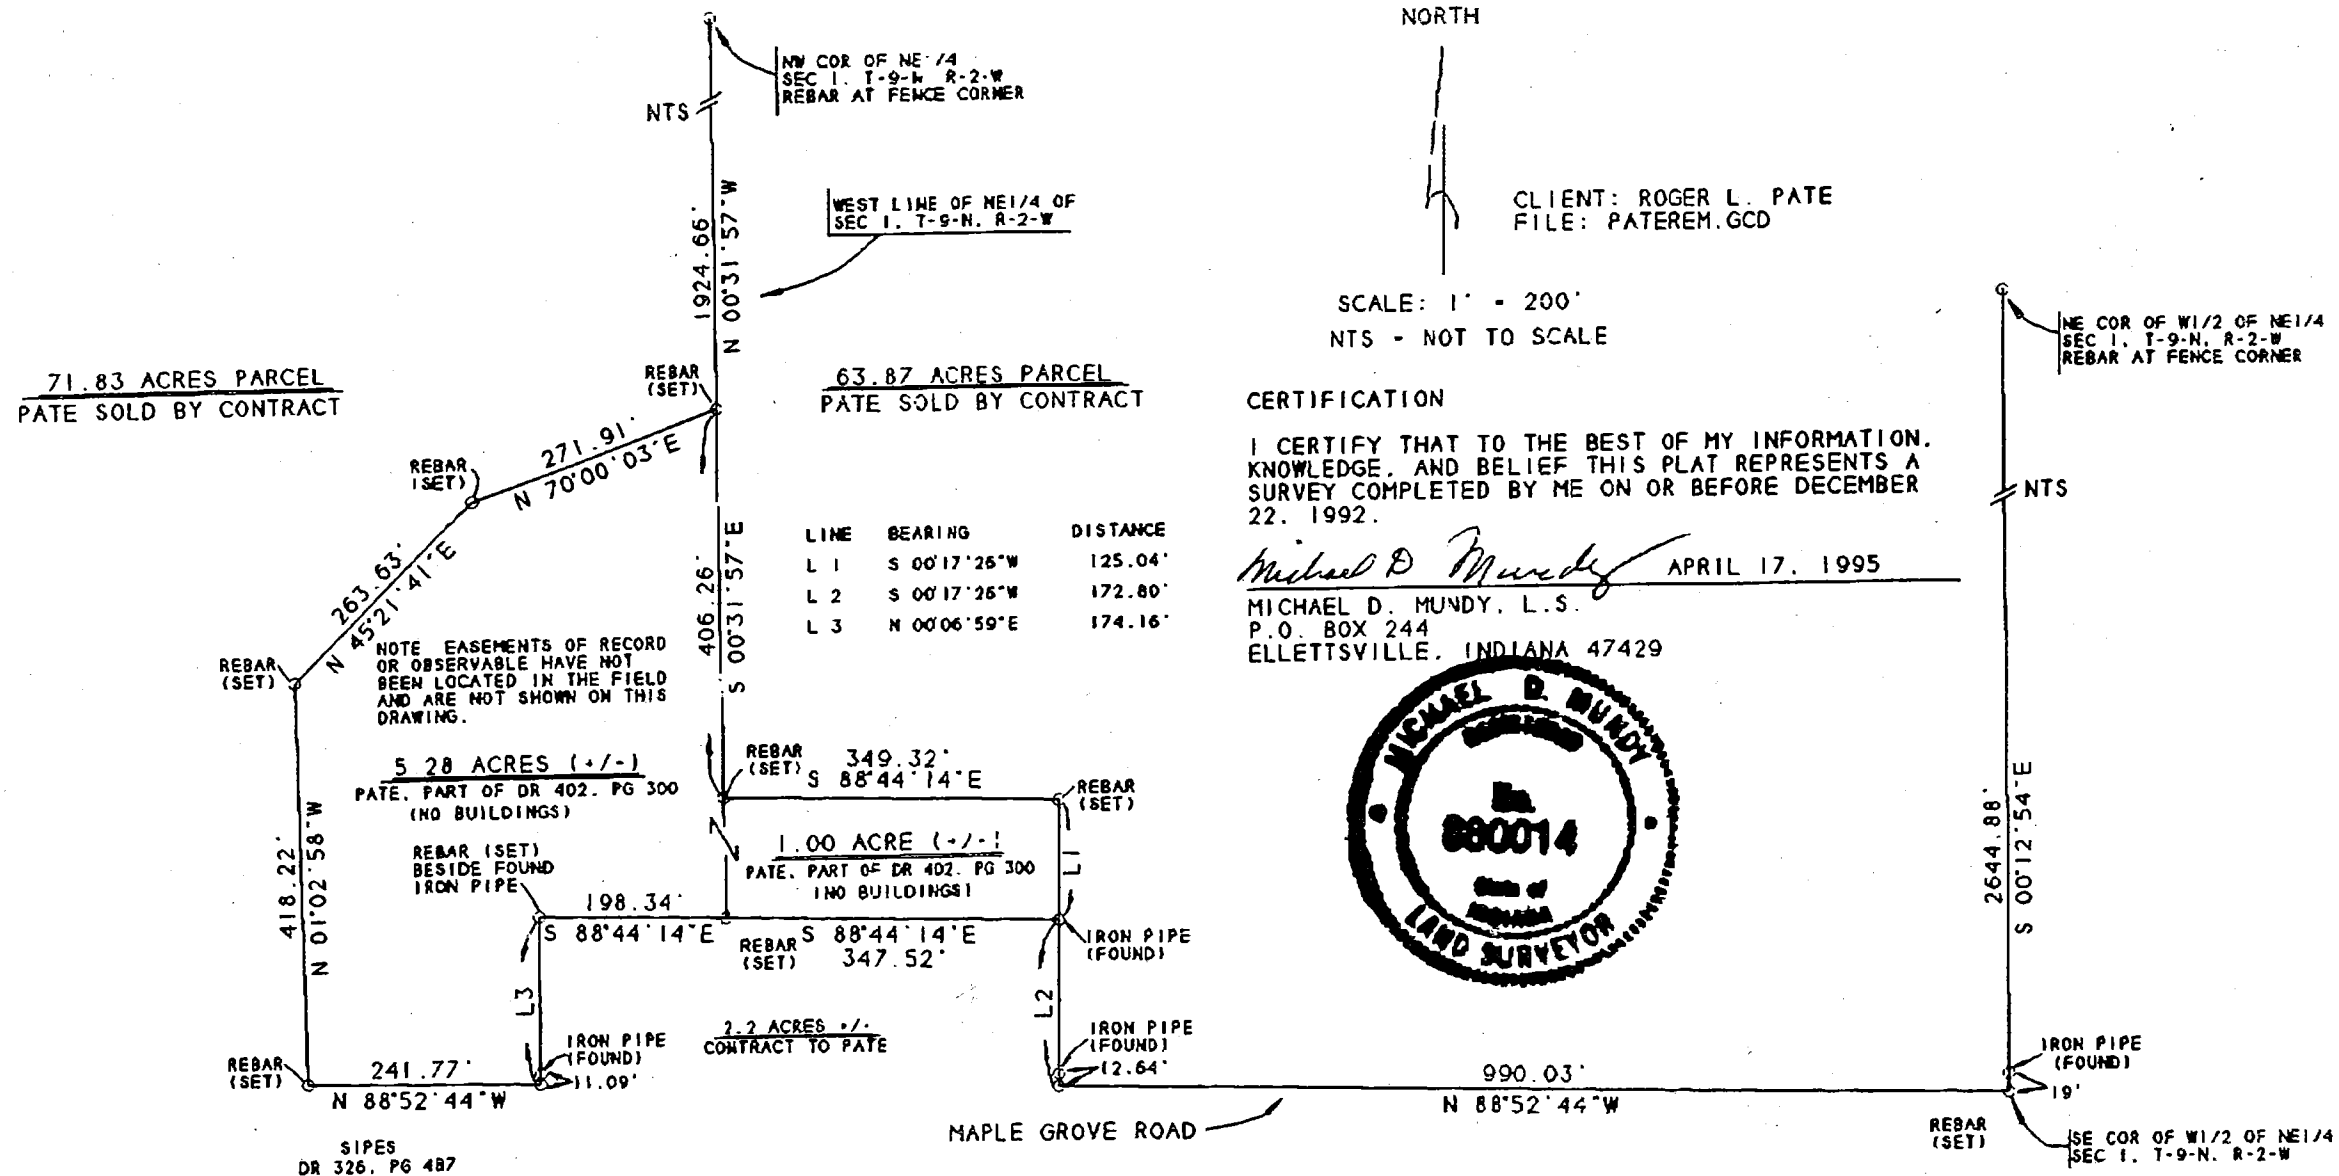 NORTH
NW COR OF NE 1/4
SEC 1. T-9-N R-2-W
REBAR AT FENCE CORNER
NTS
WEST LINE OF NE1/4 OF
SEC 1. T-9-N. R-2-W
1924.66'
N 00°31'57"W
CLIENT: ROGER L. PATE
FILE: PATEREM.GCD
SCALE: 1" = 200'
NTS - NOT TO SCALE
NE COR OF W1/2 OF NE1/4
SEC 1. T-9-N. R-2-W
REBAR AT FENCE CORNER
71.83 ACRES PARCEL
PATE SOLD BY CONTRACT
REBAR
(SET)
63.87 ACRES PARCEL
PATE SOLD BY CONTRACT
CERTIFICATION
I CERTIFY THAT TO THE BEST OF MY INFORMATION.
KNOWLEDGE. AND BELIEF THIS PLAT REPRESENTS A
SURVEY COMPLETED BY ME ON OR BEFORE DECEMBER
22. 1992.
NTS
271.91'
N 70°00'03"E
REBAR
(SET)
LINE BEARING DISTANCE
L 1 S 00°17'26"W 125.04'
L 2 S 00°17'26"W 172.80'
L 3 N 00°06'59"E 174.16'
Michael D Mundy APRIL 17. 1995
MICHAEL D. MUNDY. L.S.
P.O. BOX 244
ELLETTSVILLE. INDIANA 47429
263.63'
N 45°21'41"E
406.26'
S 00°31'57"E
NOTE EASEMENTS OF RECORD
OR OBSERVABLE HAVE NOT
BEEN LOCATED IN THE FIELD
AND ARE NOT SHOWN ON THIS
DRAWING.
REBAR
(SET)
MICHAEL D. MUNDY
No.
880014
State of
INDIANA
LAND SURVEYOR
5.28 ACRES (+/-)
PATE. PART OF DR 402. PG 300
(NO BUILDINGS)
REBAR
(SET)
349.32'
S 88°44'14"E
REBAR
(SET)
418.22'
N 01°02'58"W
1.00 ACRE (+/-)
PATE. PART OF DR 402. PG 300
(NO BUILDINGS)
L1
2644.88'
S 00°12'54"E
REBAR (SET)
BESIDE FOUND
IRON PIPE
198.34'
S 88°44'14"E
REBAR
(SET)
S 88°44'14"E
347.52'
IRON PIPE
(FOUND)
L3
L2
2.2 ACRES +/-
CONTRACT TO PATE
IRON PIPE
(FOUND)
11.09'
IRON PIPE
(FOUND)
12.64'
IRON PIPE
(FOUND)
19'
REBAR
(SET)
241.77'
N 88°52'44"W
990.03'
N 88°52'44"W
MAPLE GROVE ROAD
REBAR
(SET)
SE COR OF W1/2 OF NE1/4
SEC 1. T-9-N. R-2-W
SIPES
DR 326. PG 487